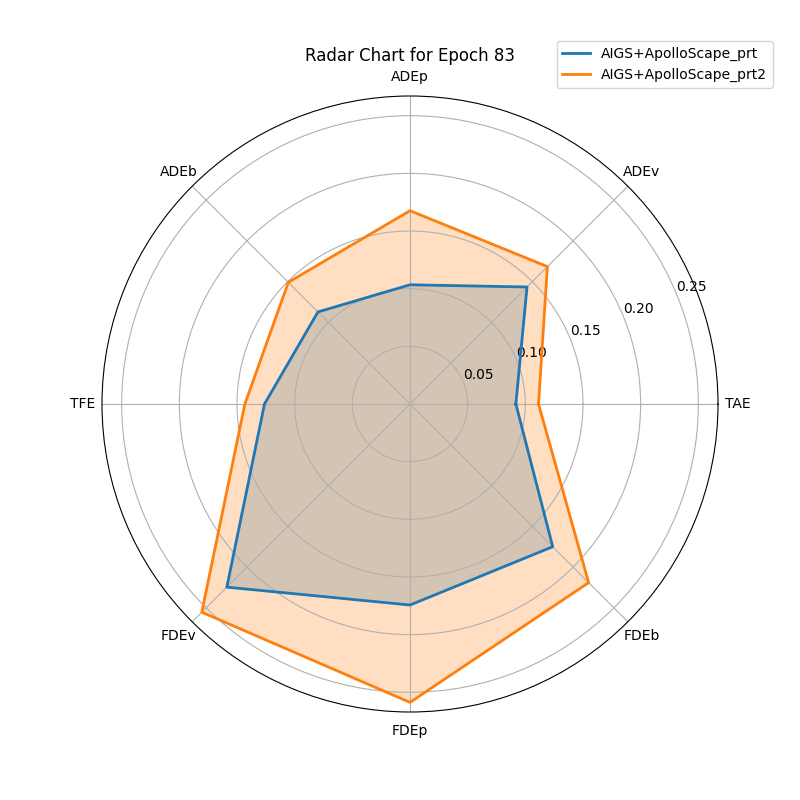 Radar Chart for Epoch 83
AIGS+ApolloScape_prt
AIGS+ApolloScape_prt2
ADEp
ADEb
ADEv
0.25
0.20
0.15
0.10
0.05
TFE
TAE
FDEv
FDEb
FDEp